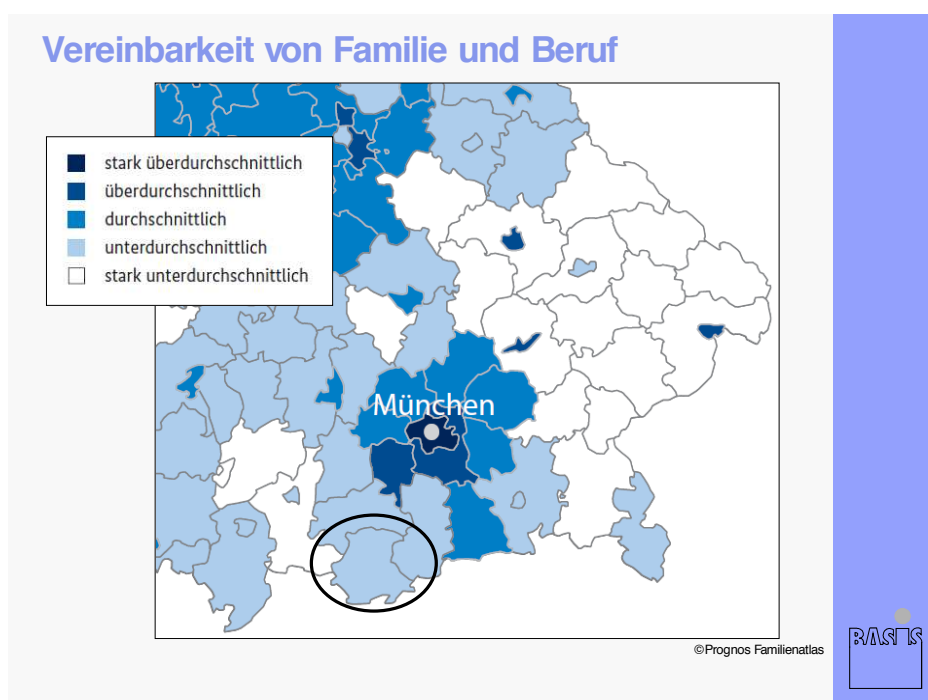 Vereinbarkeit von Familie und Beruf
stark überdurchschnittlich
überdurchschnittlich
durchschnittlich
unterdurchschnittlich
stark unterdurchschnittlich
München
©Prognos Familienatlas
BASIS